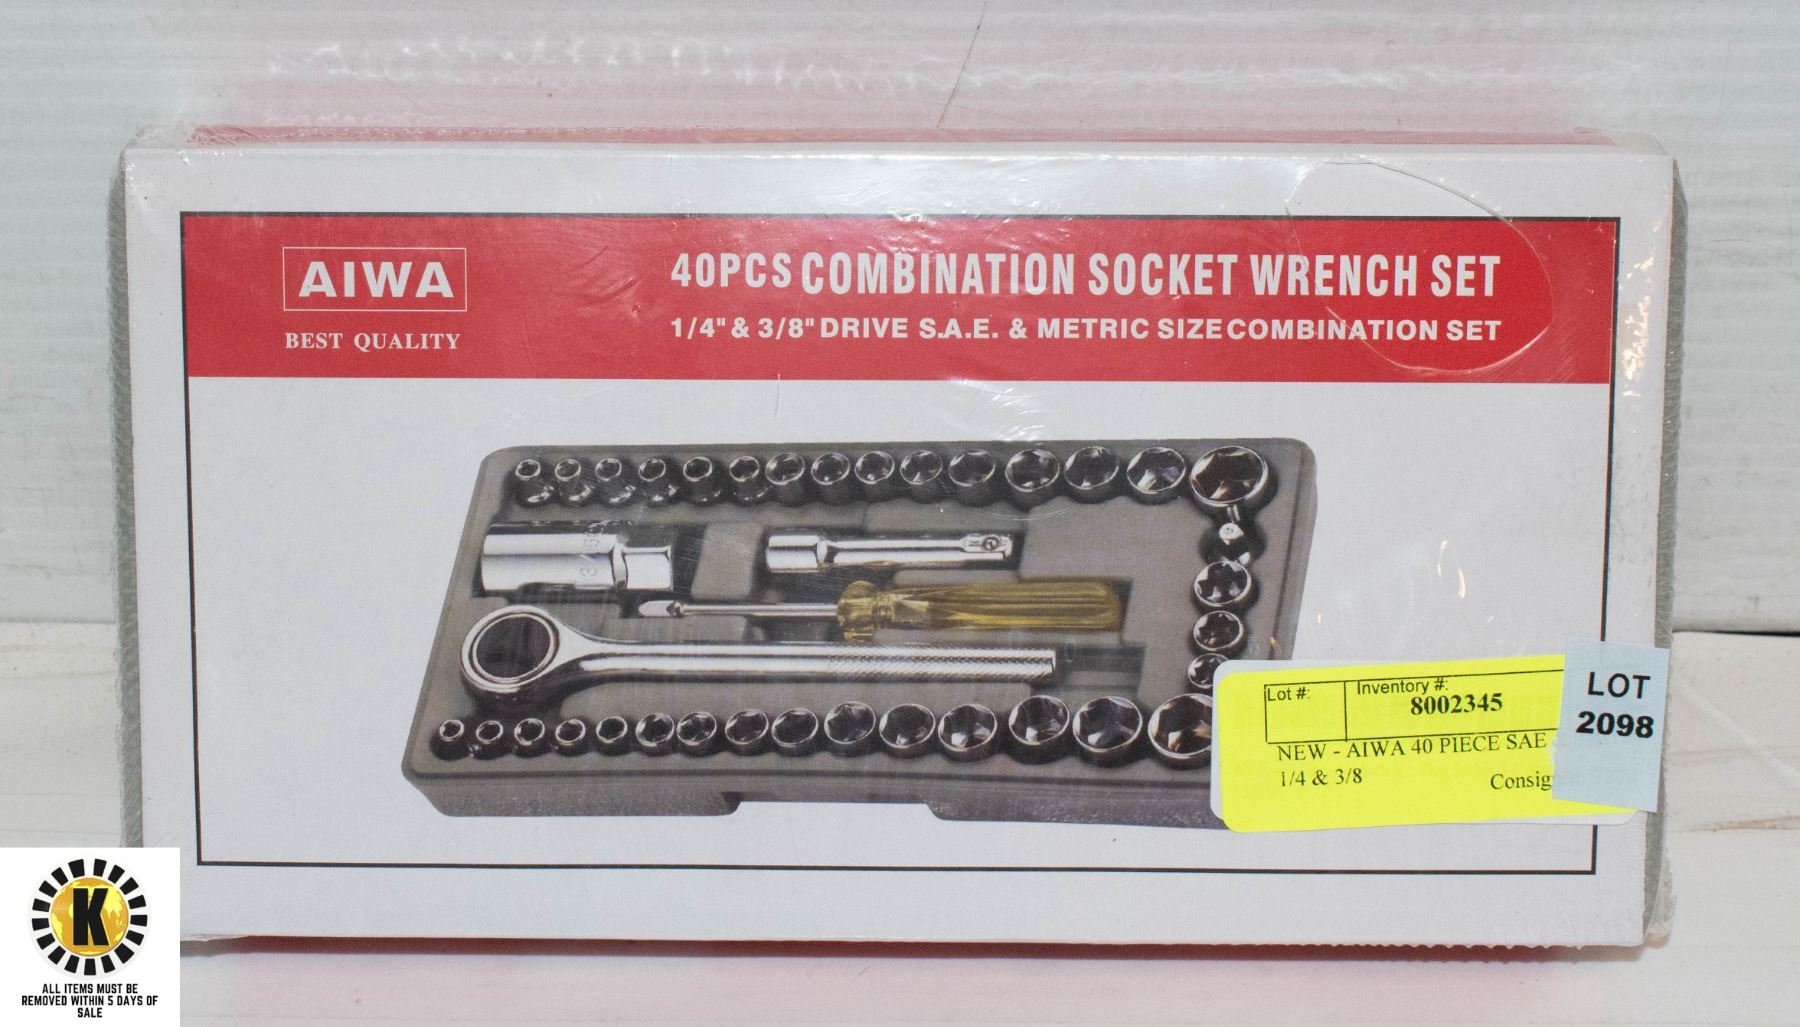 AIWA
BEST QUALITY
40PCS COMBINATION SOCKET WRENCH SET
1/4" & 3/8" DRIVE S.A.E. & METRIC SIZE COMBINATION SET
Lot #:
Inventory #:
8002345
NEW - AIWA 40 PIECE SAE
1/4 & 3/8
LOT
2098
K
ALL ITEMS MUST BE
REMOVED WITHIN 5 DAYS OF
SALE